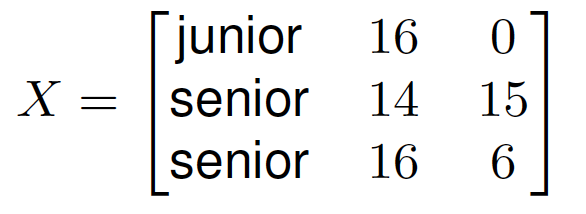 junior 16 0
X = senior 14 15
senior 16 6